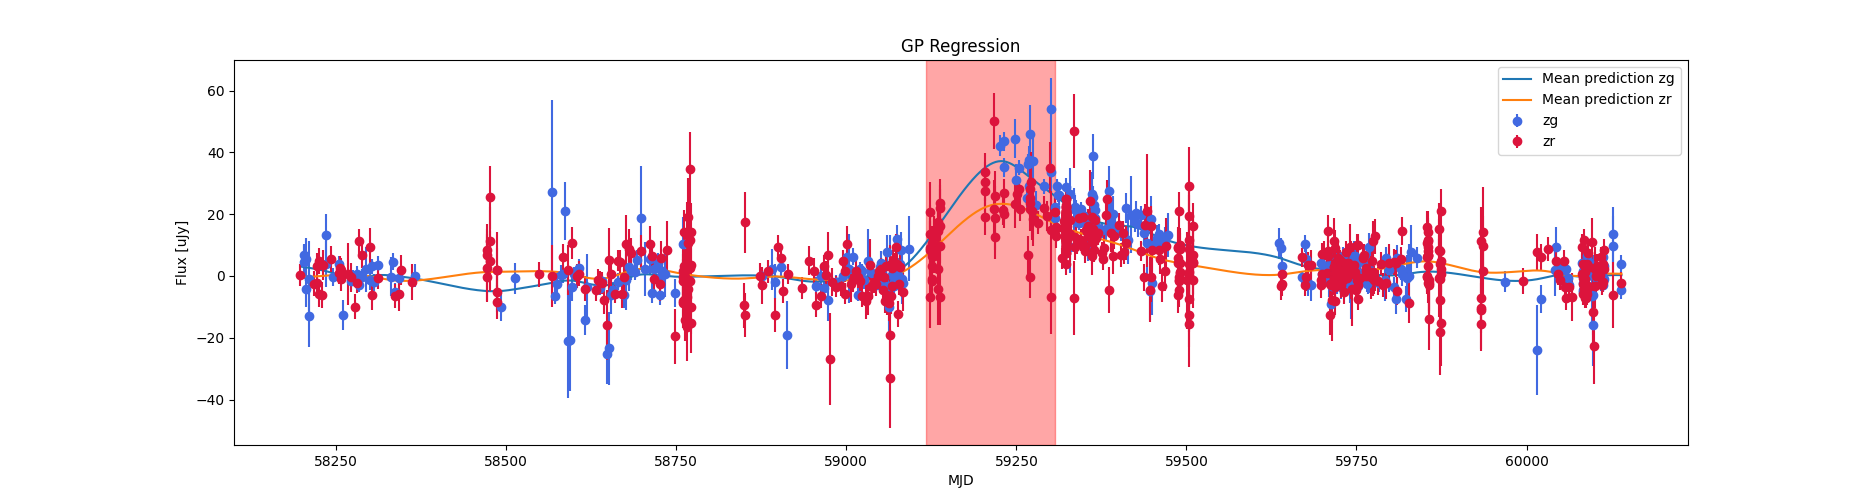 GP Regression
Flux [uJy]
60
40
20
0
−20
−40
58250 58500 58750 59000 59250 59500 59750 60000
MJD
Mean prediction zg
Mean prediction zr
zg
zr